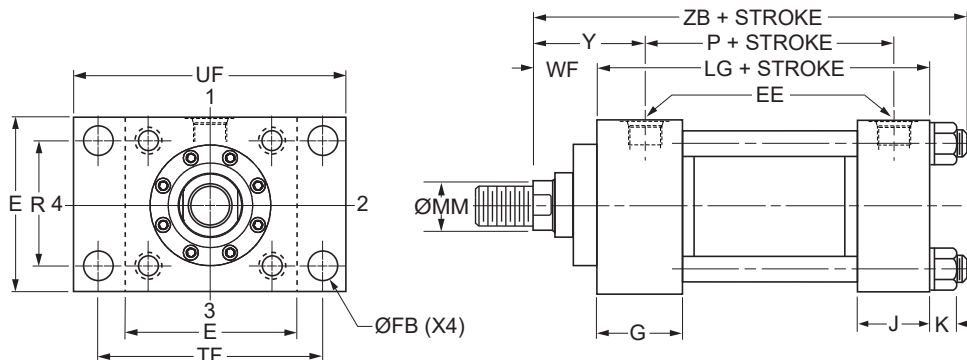 UF
1
E
R
4
2
3
E
TF
ØFB (X4)
ZB + STROKE
Y
P + STROKE
WF
LG + STROKE
EE
ØMM
G
J
K